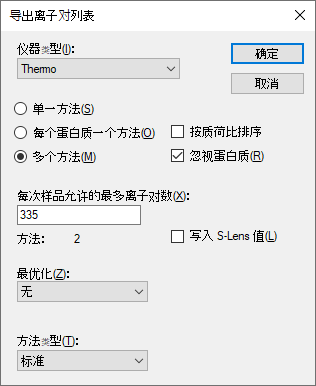 导出离子对列表
仪器类型(I):
Thermo
确定
取消
单一方法(S)
每个蛋白质一个方法(O)
按质荷比排序
多个方法(M)
忽视蛋白质(R)
每次样品允许的最多离子对数(X):
335
方法: 2
写入 S-Lens 值(L)
最优化(Z):
无
方法类型(T):
标准